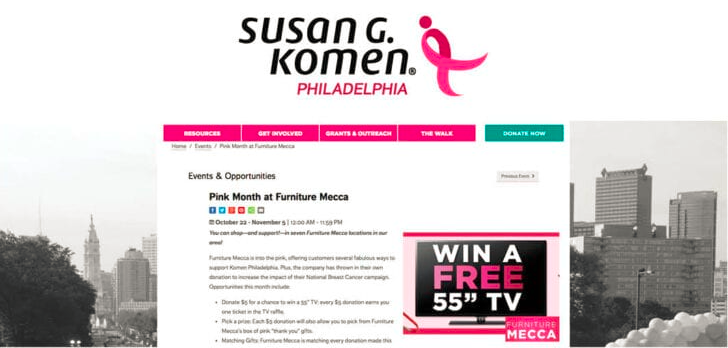 SUSAN G.
KOMEN®
PHILADELPHIA
RESOURCES GET INVOLVED GRANTS & OUTREACH THE WALK DONATE NOW
Home / Events / Pink Month at Furniture Mecca
Events & Opportunities
Previous Event >
Pink Month at Furniture Mecca
October 22 - November 5 | 12:00 AM - 11:59 PM
You can shop—and support!—in seven Furniture Mecca locations in our
area!
Furniture Mecca is into the pink, offering customers several fabulous ways to
support Komen Philadelphia. Plus, the company has thrown in their own
donation to increase the impact of their National Breast Cancer campaign.
Opportunities this month include:
• Donate $5 for a chance to win a 55" TV: every $5 donation earns you
one ticket in the TV raffle.
• Pick a prize: Each $5 donation will also allow you to pick from Furniture
Mecca's box of pink "thank you" gifts.
• Matching Gifts: Furniture Mecca is matching every donation made this
WIN A
FREE
55" TV
FURNITURE
MECCA